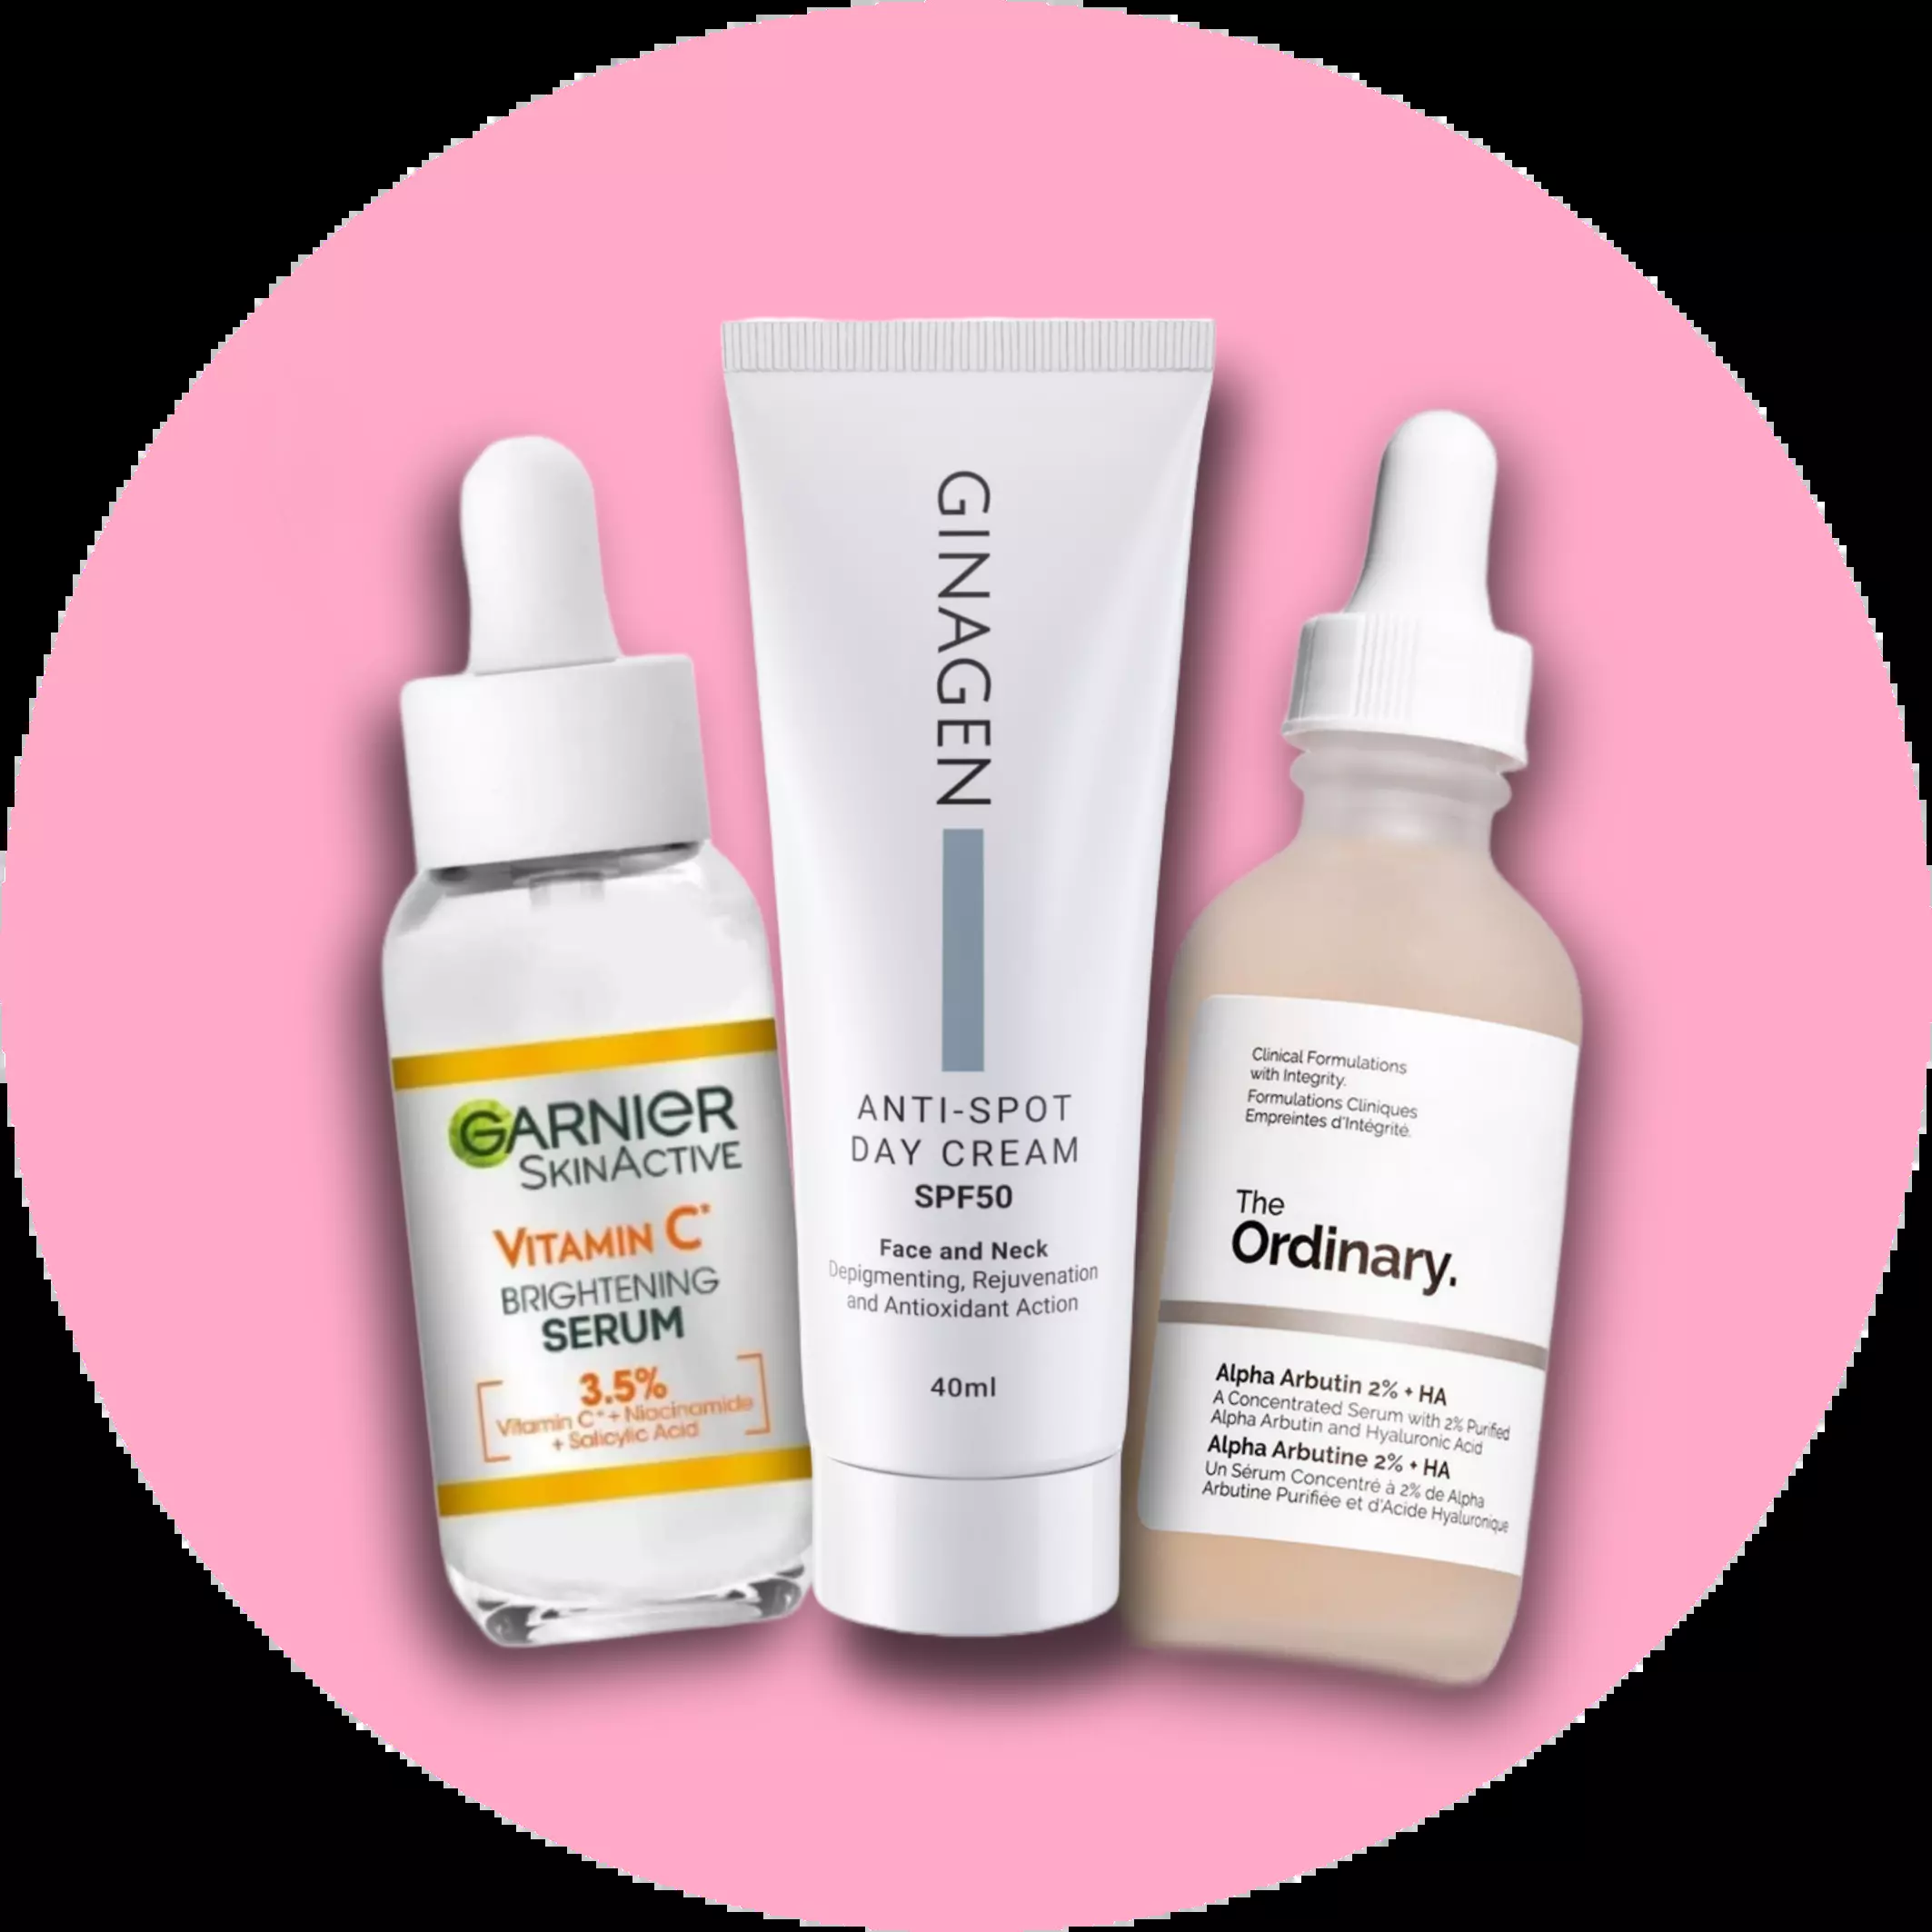 GARNIER
SKINACTIVE
VITAMIN C*
BRIGHTENING
SERUM
3.5%
Vitamin C* + Niacinamide
+ Salicylic Acid
GINAGEN
ANTI-SPOT
DAY CREAM
SPF50
Face and Neck
Depigmenting, Rejuvenation
and Antioxidant Action
40ml
Clinical Formulations
with Integrity.
Formulations Cliniques
Empreintes d'Intégrité.
The
Ordinary.
Alpha Arbutin 2% + HA
A Concentrated Serum with 2% Purified
Alpha Arbutin and Hyaluronic Acid
Alpha Arbutine 2% + HA
Un Sérum Concentré à 2% de Alpha
Arbutine Purifiée et d'Acide Hyaluronique